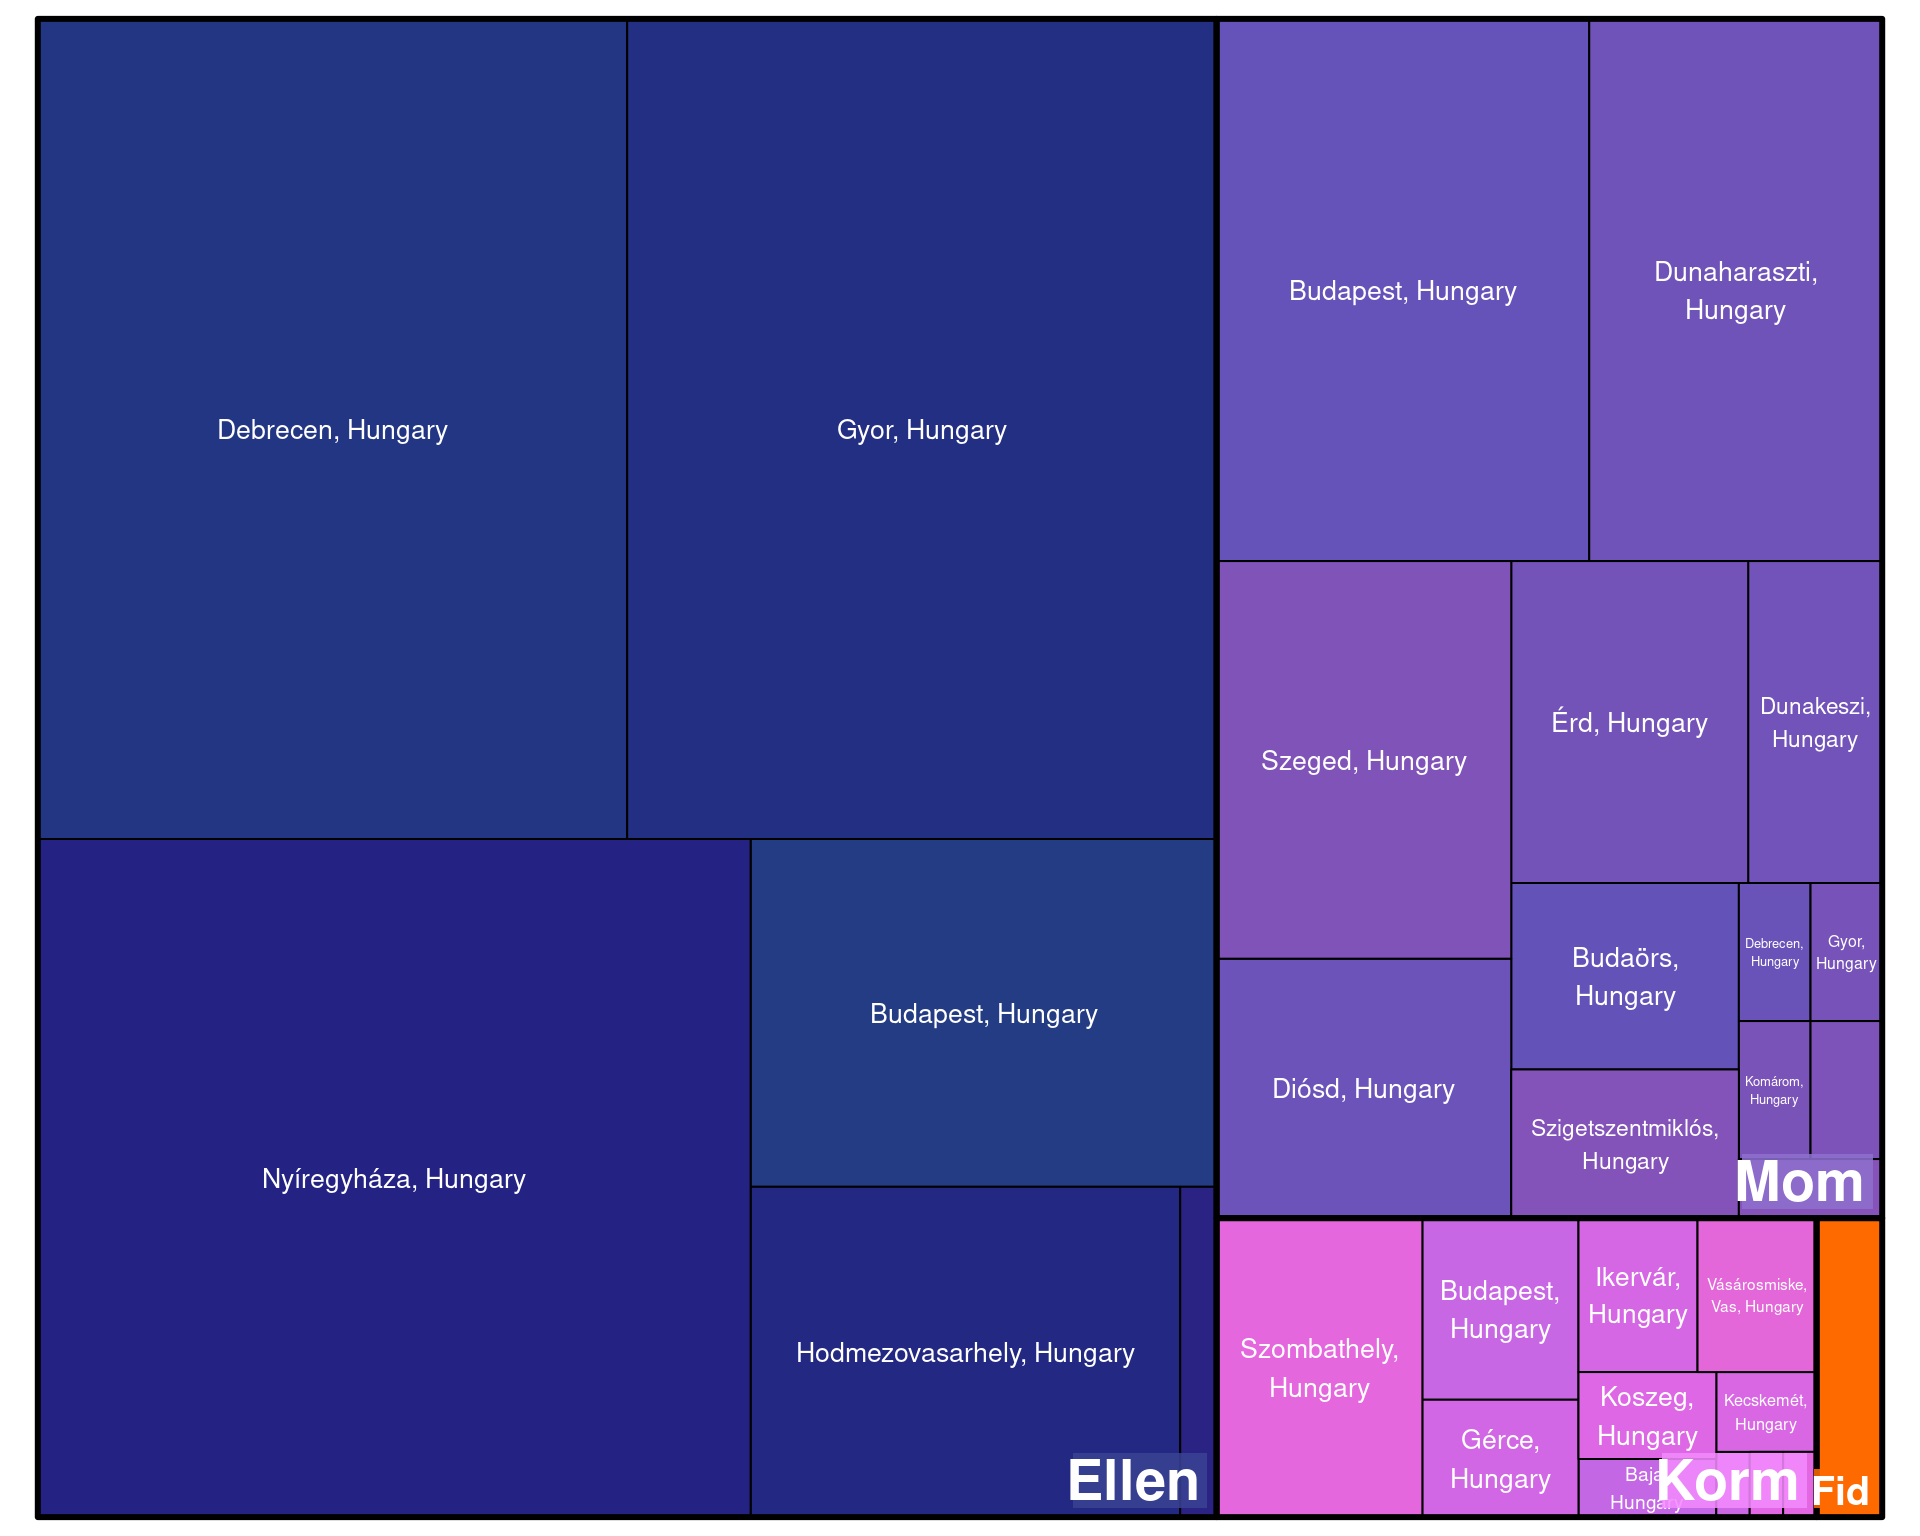 Debrecen, Hungary
Gyor, Hungary
Nyíregyháza, Hungary
Budapest, Hungary
Hodmezovasarhely, Hungary
Ellen
Budapest, Hungary
Dunaharaszti,
Hungary
Szeged, Hungary
Érd, Hungary
Dunakeszi,
Hungary
Diósd, Hungary
Budaörs,
Hungary
Szigetszentmiklós,
Hungary
Debrecen,
Hungary
Gyor,
Hungary
Komárom,
Hungary
Mom
Szombathely,
Hungary
Budapest,
Hungary
Gérce,
Hungary
Ikervár,
Hungary
Vásárosmiske,
Vas, Hungary
Koszeg,
Hungary
Kecskemét,
Hungary
Baja,
Hungary
Korm
Fid